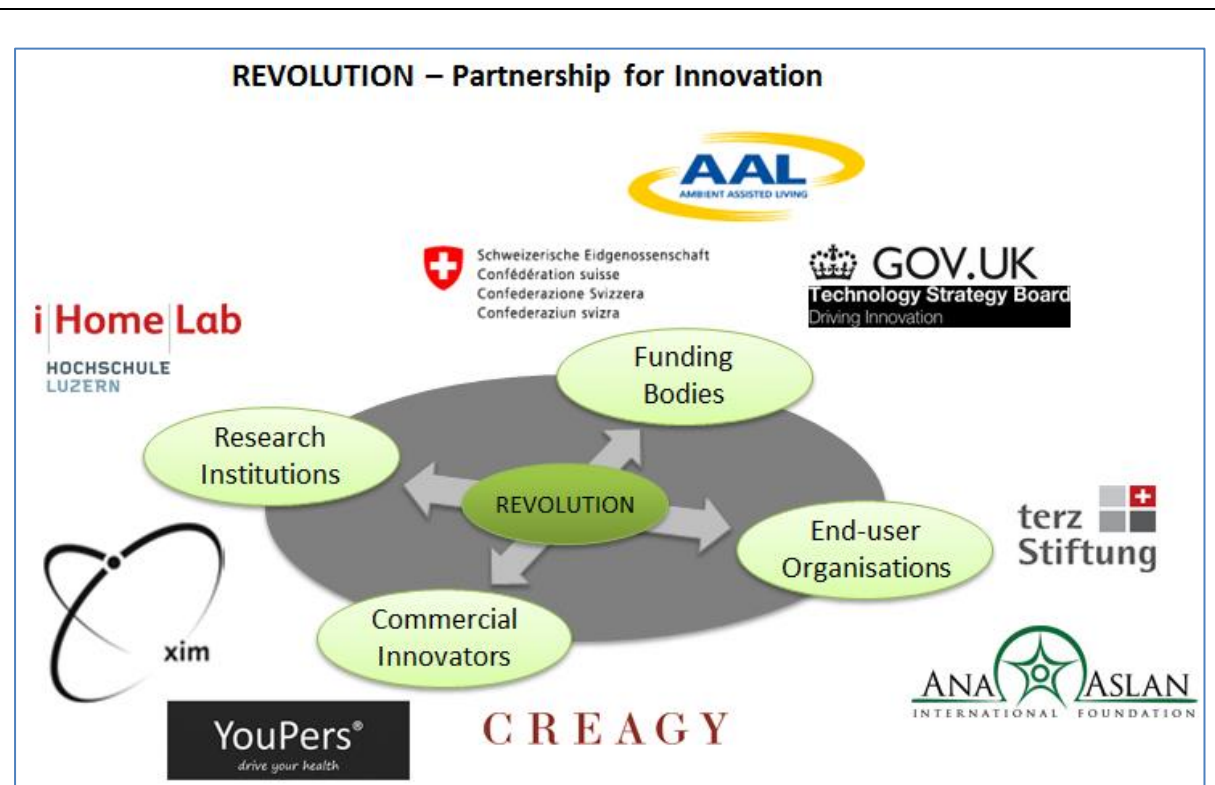 REVOLUTION – Partnership for Innovation
AAL
AMBIENT ASSISTED LIVING
Schweizerische Eidgenossenschaft
Confédération suisse
Confederazione Svizzera
Confederaziun svizra
GOV.UK
Technology Strategy Board
Driving Innovation
i Home Lab
HOCHSCHULE
LUZERN
Funding
Bodies
Research
Institutions
REVOLUTION
End-user
Organisations
terz
Stiftung
Commercial
Innovators
xim
ANA ASLAN
INTERNATIONAL FOUNDATION
YouPers®
drive your health
CREAGY